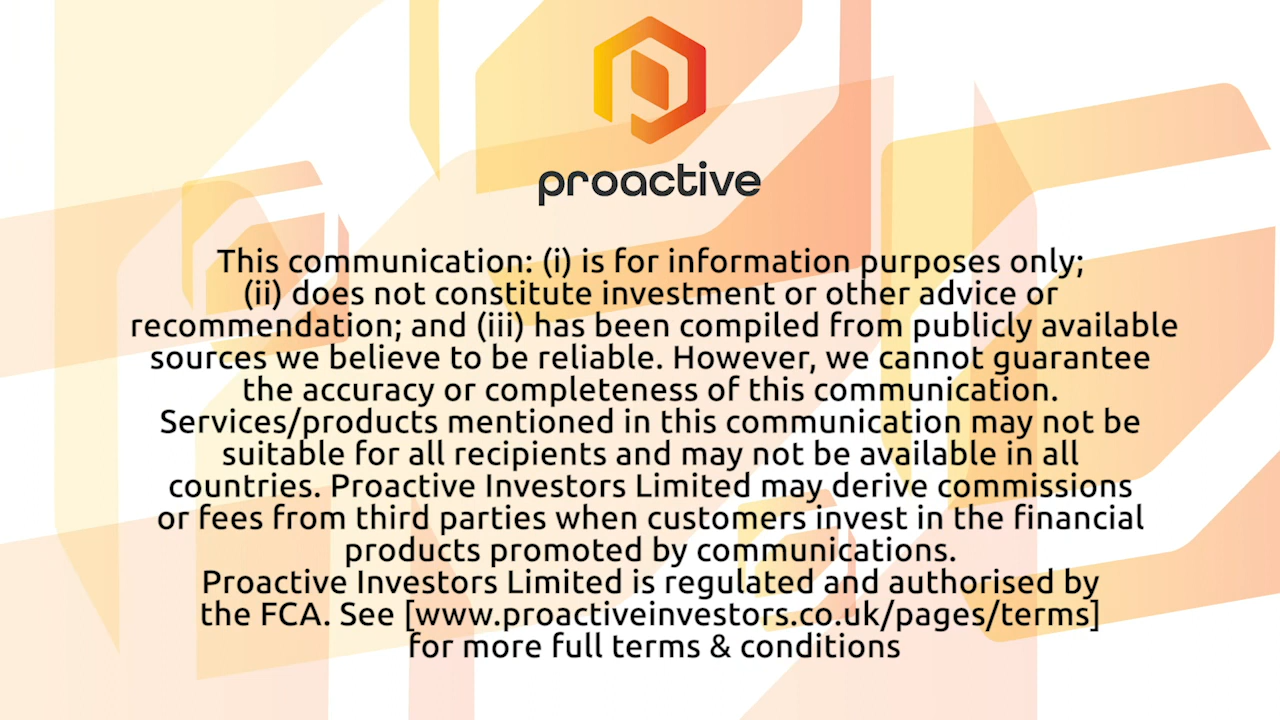 proactive
This communication: (i) is for information purposes only;
(ii) does not constitute investment or other advice or
recommendation; and (iii) has been compiled from publicly available
sources we believe to be reliable. However, we cannot guarantee
the accuracy or completeness of this communication.
Services/products mentioned in this communication may not be
suitable for all recipients and may not be available in all
countries. Proactive Investors Limited may derive commissions
or fees from third parties when customers invest in the financial
products promoted by communications.
Proactive Investors Limited is regulated and authorised by
the FCA. See [www.proactiveinvestors.co.uk/pages/terms]
for more full terms & conditions